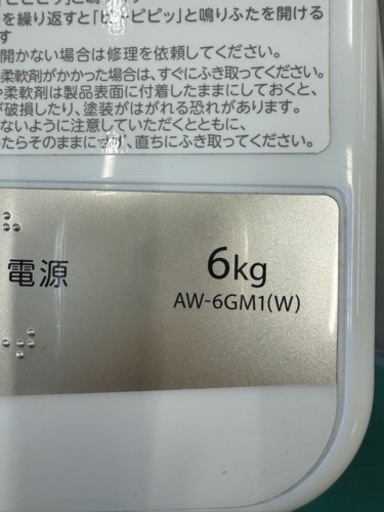 を繰り返すと「ピトピピッ」と鳴りふたを開ける
す
開かない場合は修理を依頼してください。
柔軟剤がかかった場合は、すぐにふき取ってください。
や柔軟剤は製品表面に付着したままにしておくと、
が破損したり、塗装がはがれる恐れがあります。
ないように注意していただくとともに、
たらそのままにせず、直ちにふき取ってください。
電源
6kg
AW-6GM1(W)